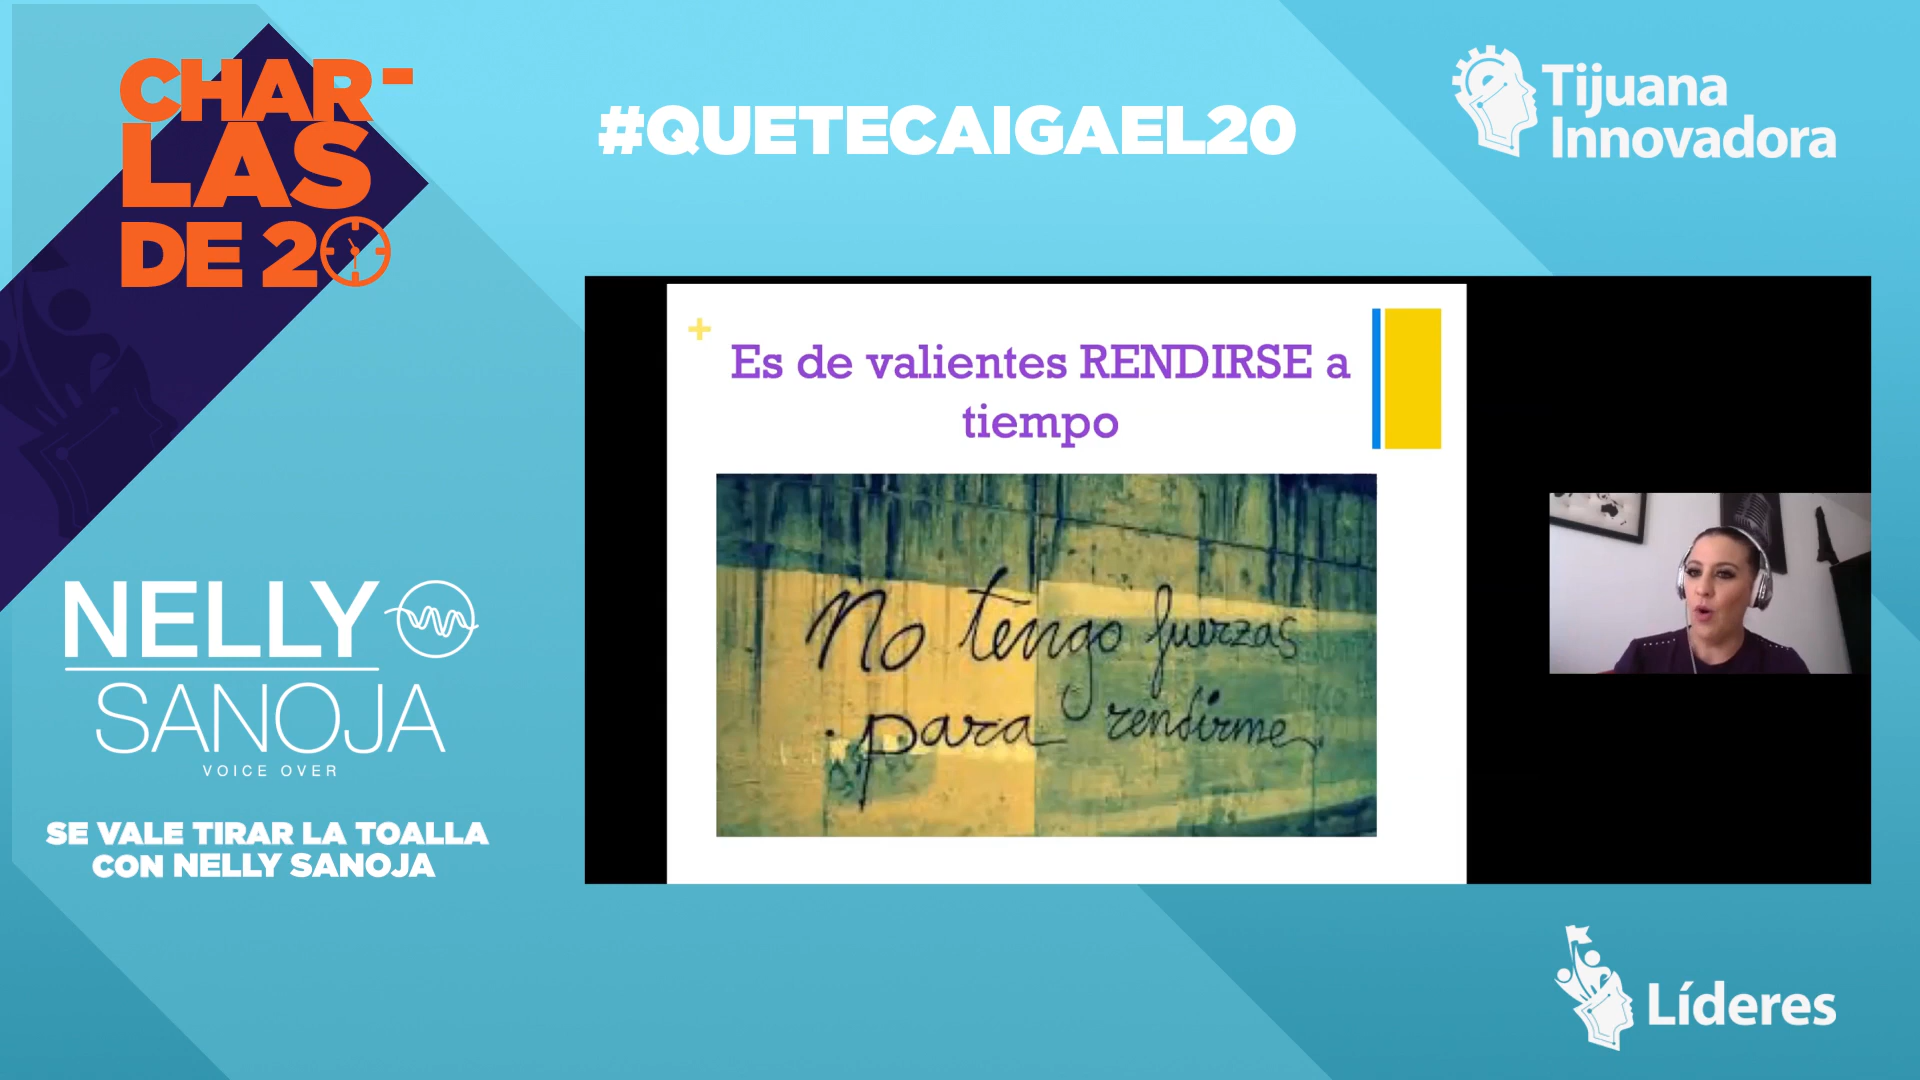 CHAR-
LAS
DE 20
#QUETECAIGAEL20
Tijuana
Innovadora
+
Es de valientes RENDIRSE a
tiempo
No tengo fuerzas
para rendirme
NELLY
SANOJA
VOICE OVER
SE VALE TIRAR LA TOALLA
CON NELLY SANOJA
Líderes